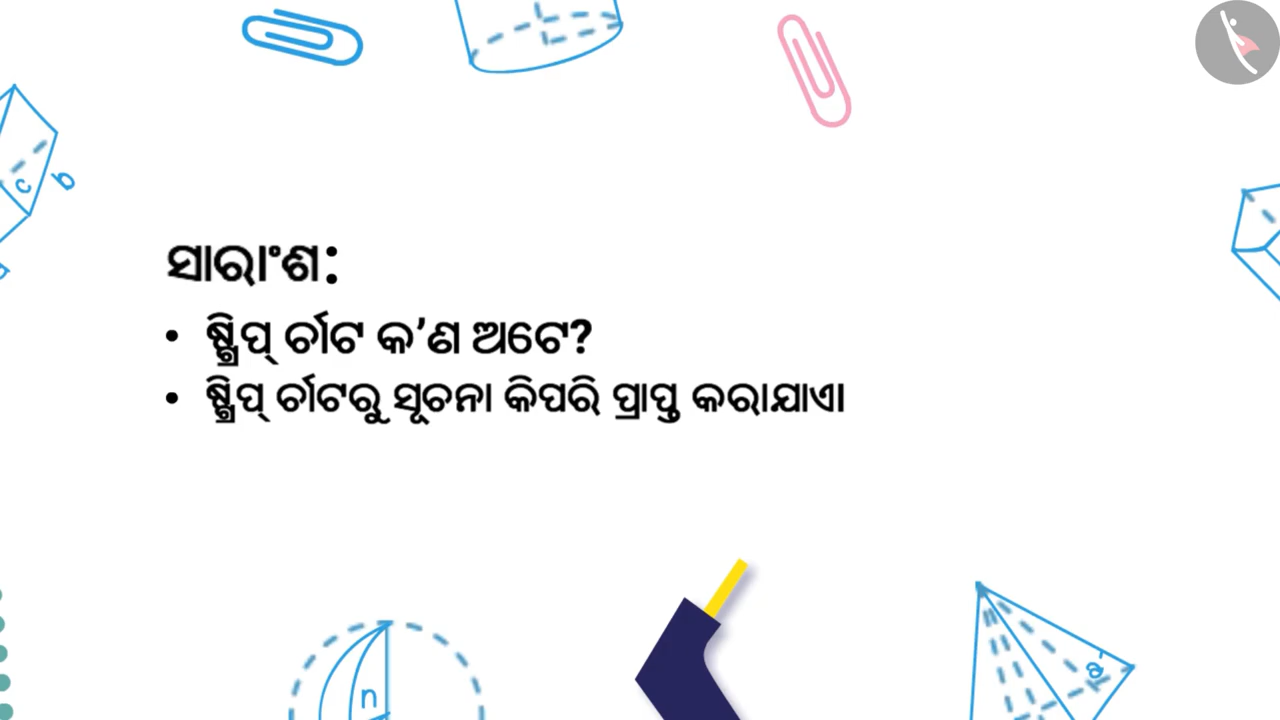 ସାରାଂଶ:
• ଷ୍ଟ୍ରିପ୍ ର୍ଚାଟ କ’ଣ ଅଟେ?
• ଷ୍ଟ୍ରିପ୍ ର୍ଚାଟରୁ ସୂଚନା କିପରି ପ୍ରାପ୍ତ କରାଯାଏ।
c
b
n
a